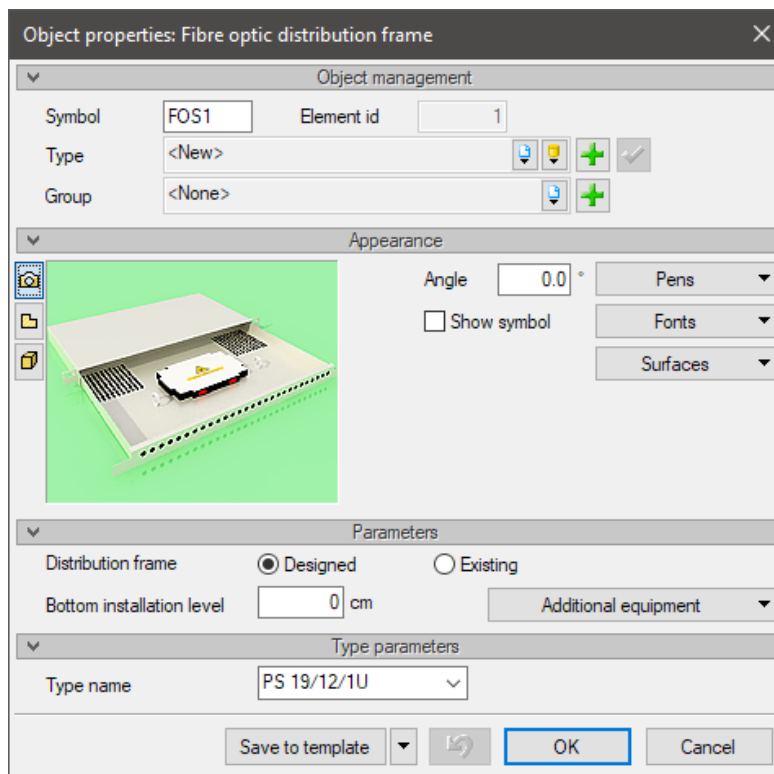 Object properties: Fibre optic distribution frame
Object management
Symbol FOS1 Element id 1
Type <New>
Group <None>
Appearance
Angle 0.0 ° Pens
Show symbol Fonts
Surfaces
Parameters
Distribution frame Designed Existing
Bottom installation level 0 cm Additional equipment
Type parameters
Type name PS 19/12/1U
Save to template OK Cancel